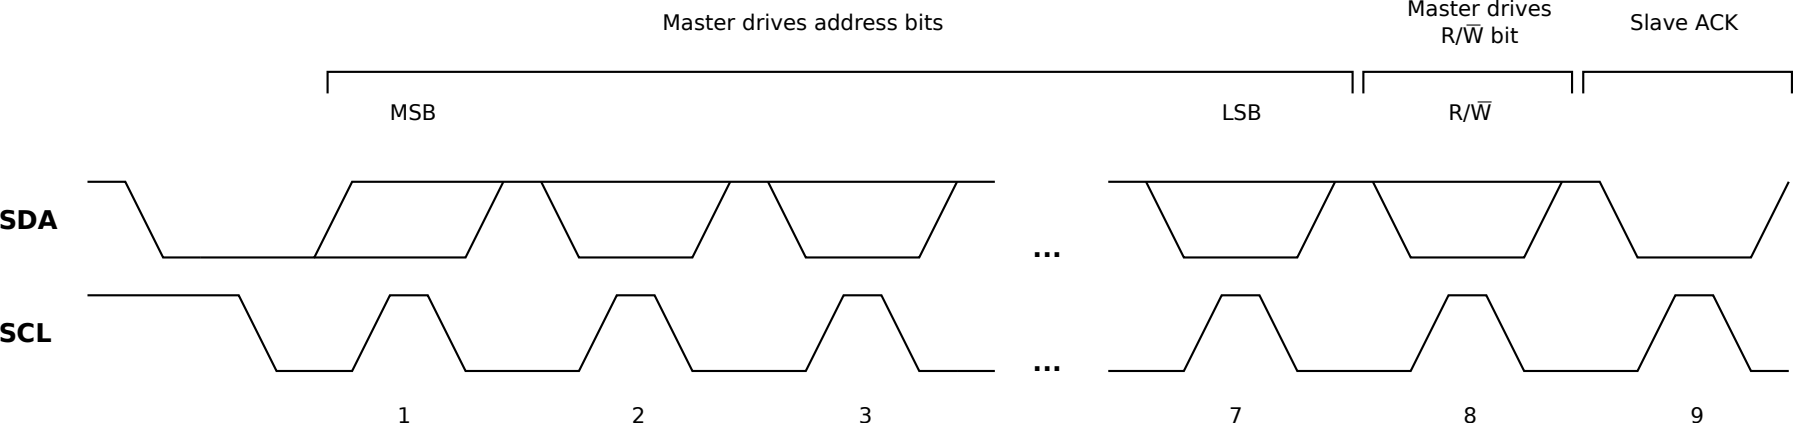 Master drives address bits
Master drives
R/W̅ bit
Slave ACK
MSB
LSB
R/W̅
SDA
...
SCL
...
1
2
3
7
8
9